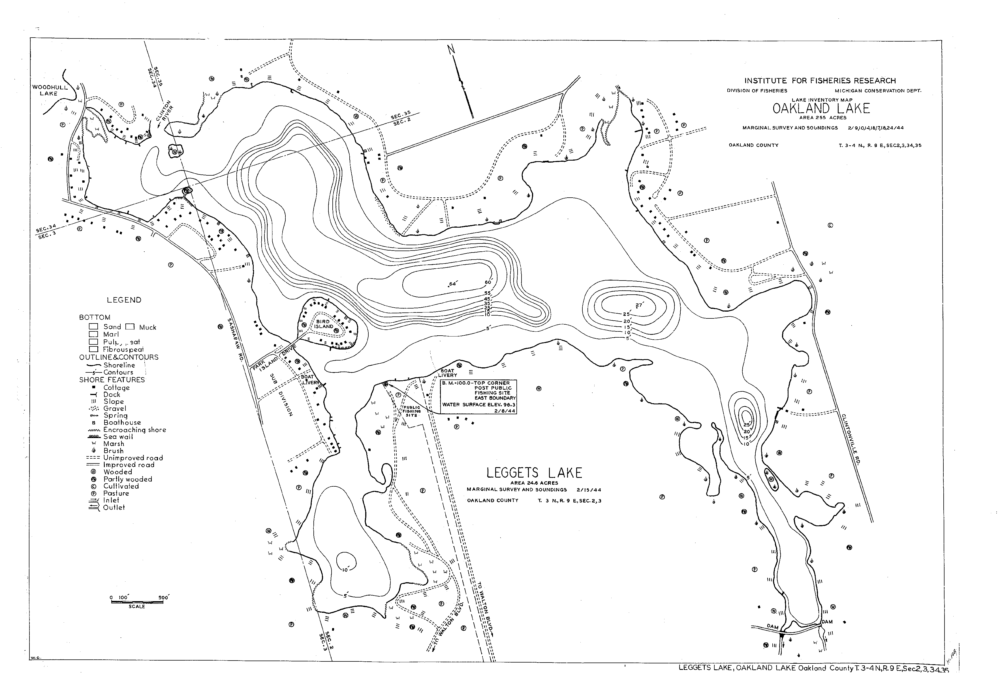 N
INSTITUTE FOR FISHERIES RESEARCH
DIVISION OF FISHERIES MICHIGAN CONSERVATION DEPT.
LAKE INVENTORY MAP
OAKLAND LAKE
AREA 255 ACRES
MARGINAL SURVEY AND SOUNDINGS 2/9,10,14,16,17,18,24/44
OAKLAND COUNTY T. 3-4 N., R. 9 E., SEC2,3,34,35
WOODHULL
LAKE
SEC.35
SEC.34
CLINTON
RIVER
SEC.35
SEC.2
SEC.34
SEC.3
64'
60'
55
45
35
25
15
10
5'
27'
25'
20'
15'
10'
5'
BIRD
ISLAND
SASHABAW RD.
PARK
ISLAND DRIVE
SUB
DIVISION
BOAT
LIVERY
BOAT
LIVERY
B. M.=100.0-TOP CORNER
POST PUBLIC
FISHING SITE
EAST BOUNDARY
WATER SURFACE ELEV. 96.3
2/8/44
PUBLIC
FISHING
SITE
25'
20'
15'
10'
5'
CLINTONVILLE RD.
LEGEND
BOTTOM
Sand Muck
Marl
Fibrous peat
OUTLINE&CONTOURS
Shoreline
5' Contours
SHORE FEATURES
Cottage
Dock
Slope
Gravel
Spring
Boathouse
Encroaching shore
Sea wall
Marsh
Brush
Unimproved road
Improved road
W Wooded
PW Partly wooded
C Cultivated
P Pasture
Inlet
Outlet
LEGGETS LAKE
AREA 24.6 ACRES
MARGINAL SURVEY AND SOUNDINGS 2/15/44
OAKLAND COUNTY T. 3 N., R. 9 E., SEC. 2,3
10'
5'
0 100' 500'
SCALE
TO WALTON BLVD.
TO WALTON BLVD.
SEC. 2
SEC. 3
DAM
DAM
W.C.
LEGGETS LAKE, OAKLAND LAKE Oakland County T. 3-4 N,R. 9 E,Sec2,3,34,35